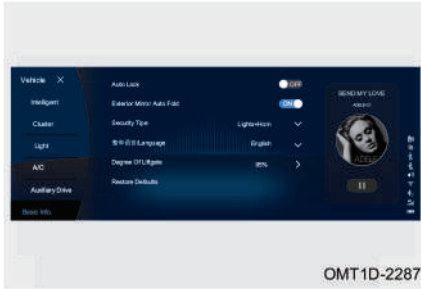 Vehicle ×
Intelligent
Cluster
Light
A/C
Auxiliary Drive
Basic Info.
Auto Lock OFF
Exterior Mirror Auto Fold ON
Security Tips Lights+Horn
Language English
Degree Of Liftgate 85%
Restore Defaults
SEND MY LOVE
ADELE
OMT1D-2287